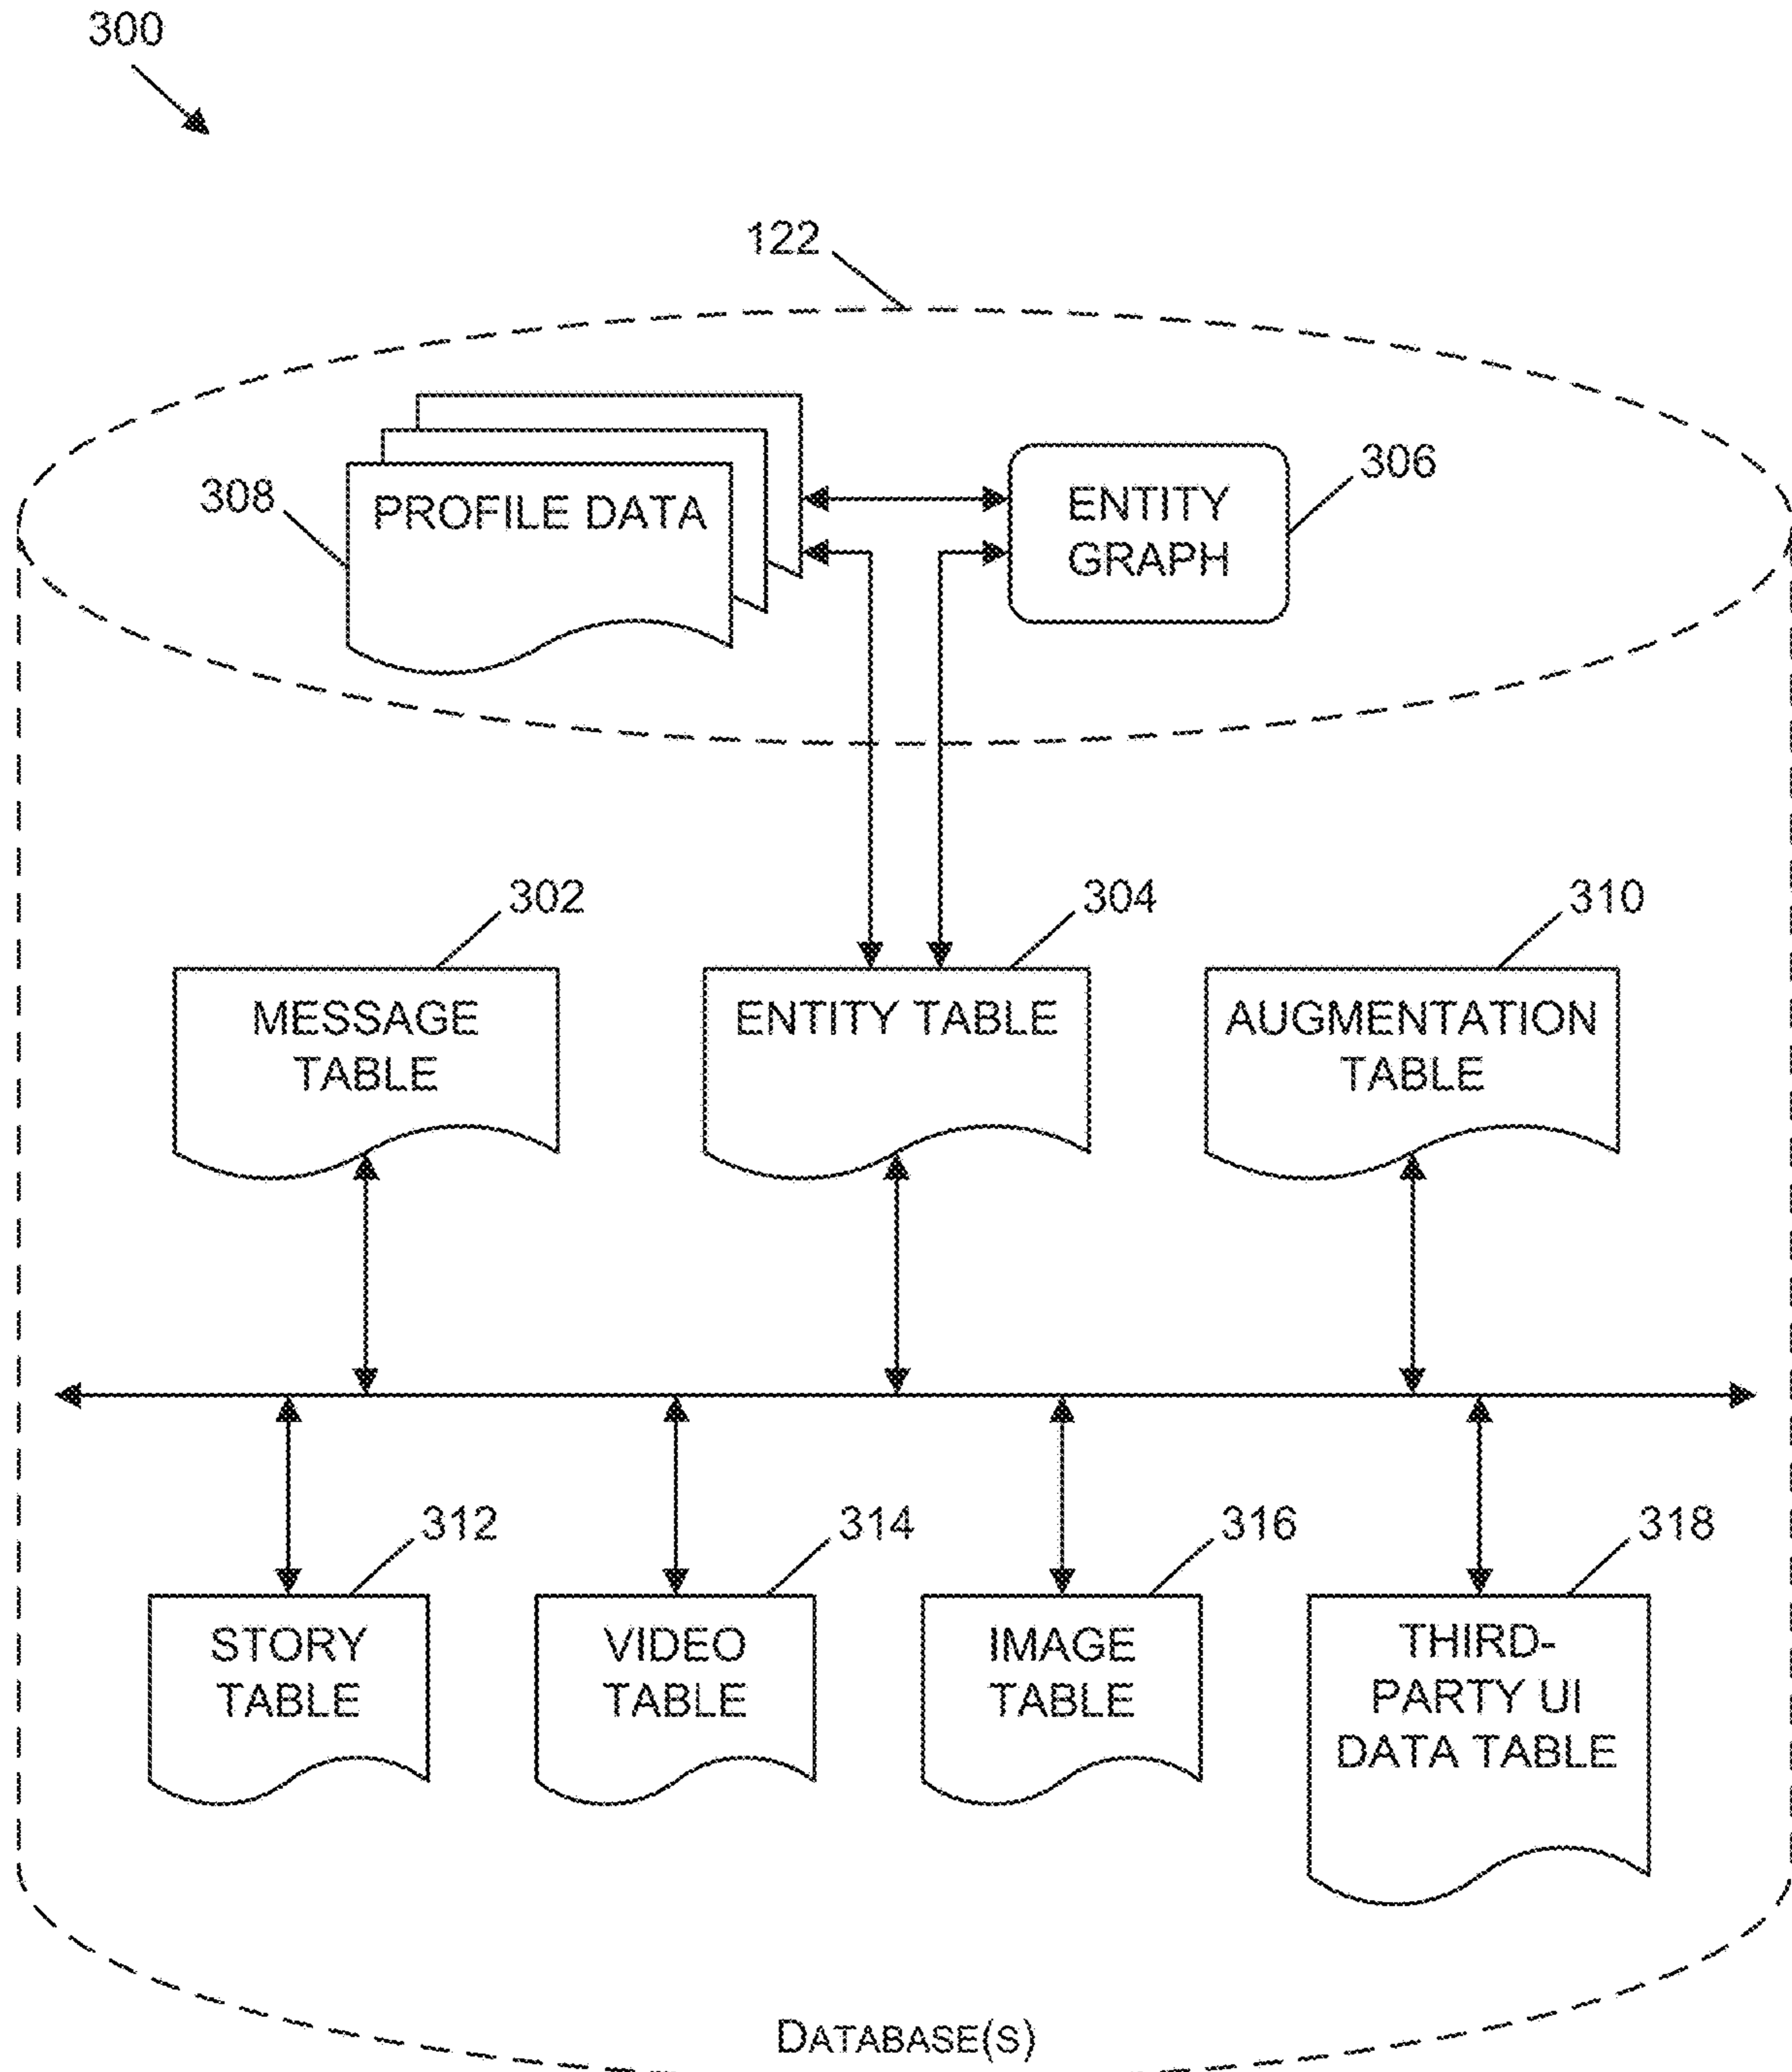 300
122
308
PROFILE DATA
ENTITY
GRAPH
306
302
304
310
MESSAGE
TABLE
ENTITY TABLE
AUGMENTATION
TABLE
312
314
316
318
STORY
TABLE
VIDEO
TABLE
IMAGE
TABLE
THIRD-
PARTY UI
DATA TABLE
DATABASE(S)